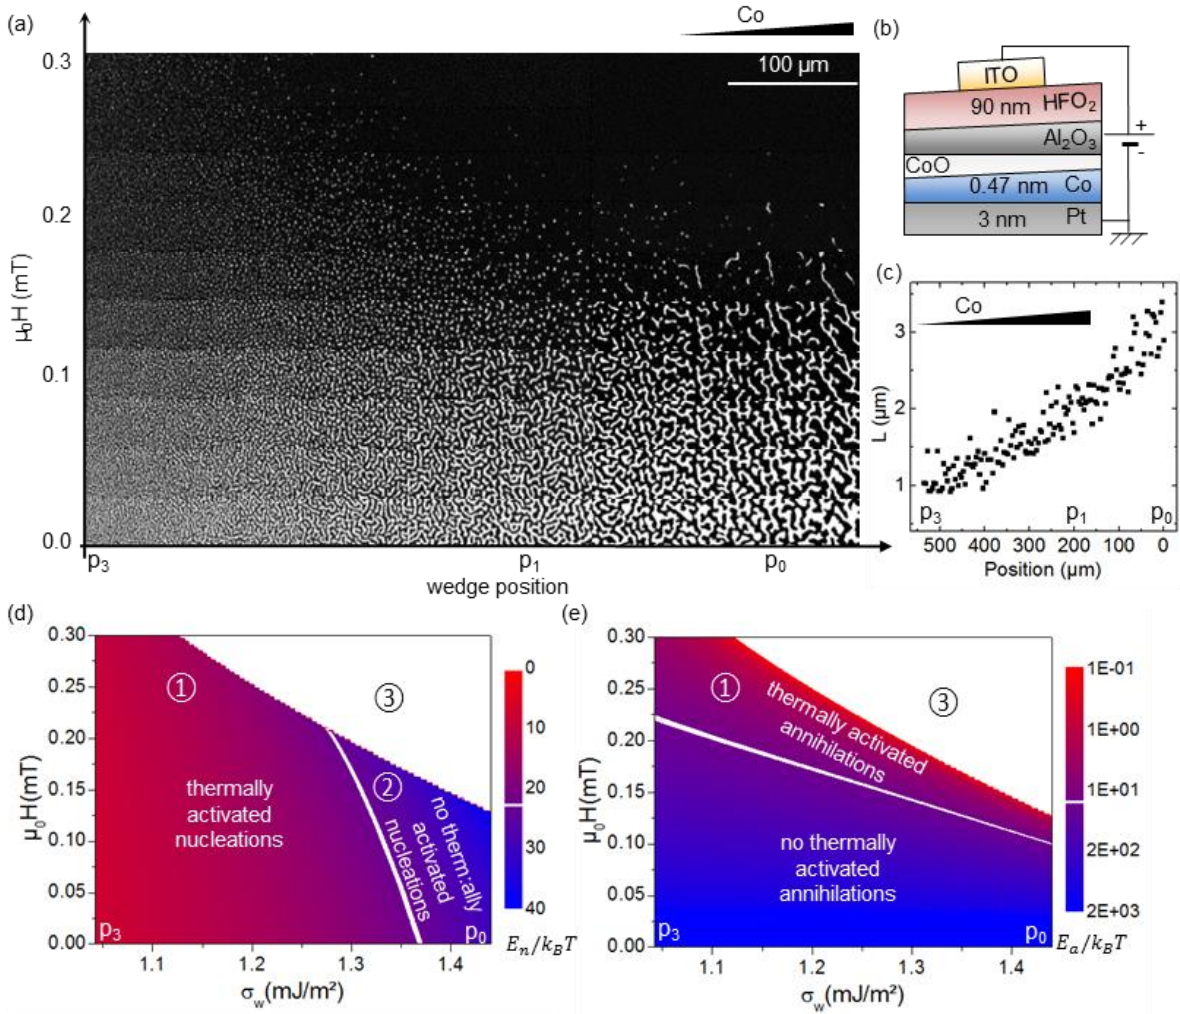 (a)
Co
100 µm
0.3
0.2
0.1
0.0
µ₀H (mT)
p₃
p₁
p₀
wedge position
(b)
ITO
90 nm HFO₂
Al₂O₃
CoO
0.47 nm Co
3 nm Pt
+
-
(c)
Co
3
2
1
L (µm)
p₃
p₁
p₀
500 400 300 200 100 0
Position (µm)
(d)
0.30
0.25
0.20
0.15
0.10
0.05
0.00
µ₀H(mT)
①
②
③
thermally
activated
nucleations
no therm:ally
activated
nucleations
p₃
p₀
1.1 1.2 1.3 1.4
σw(mJ/m²)
0
10
20
30
40
Eₙ/k_BT
(e)
0.30
0.25
0.20
0.15
0.10
0.05
0.00
µ₀H(mT)
①
③
thermally activated
annihilations
no thermally
activated
annihilations
p₃
p₀
1.1 1.2 1.3 1.4
σw(mJ/m²)
1E-01
1E+00
1E+01
2E+02
2E+03
Eₐ/k_BT